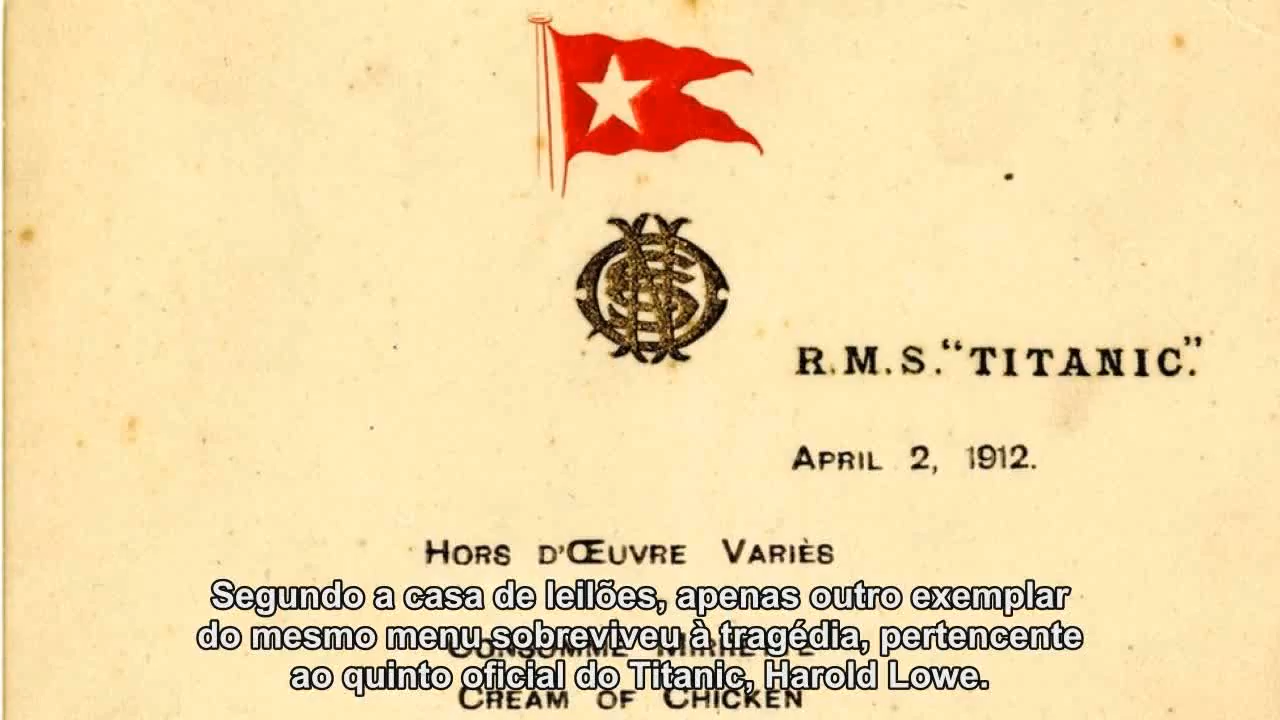 R.M.S. "TITANIC."
APRIL 2, 1912.
HORS D'ŒUVRE VARIÈS
Segundo a casa de leilões, apenas outro exemplar
do mesmo menu sobreviveu à tragédia, pertencente
CONSOMMÉ
ao quinto oficial do Titanic, Harold Lowe.
CREAM OF CHICKEN